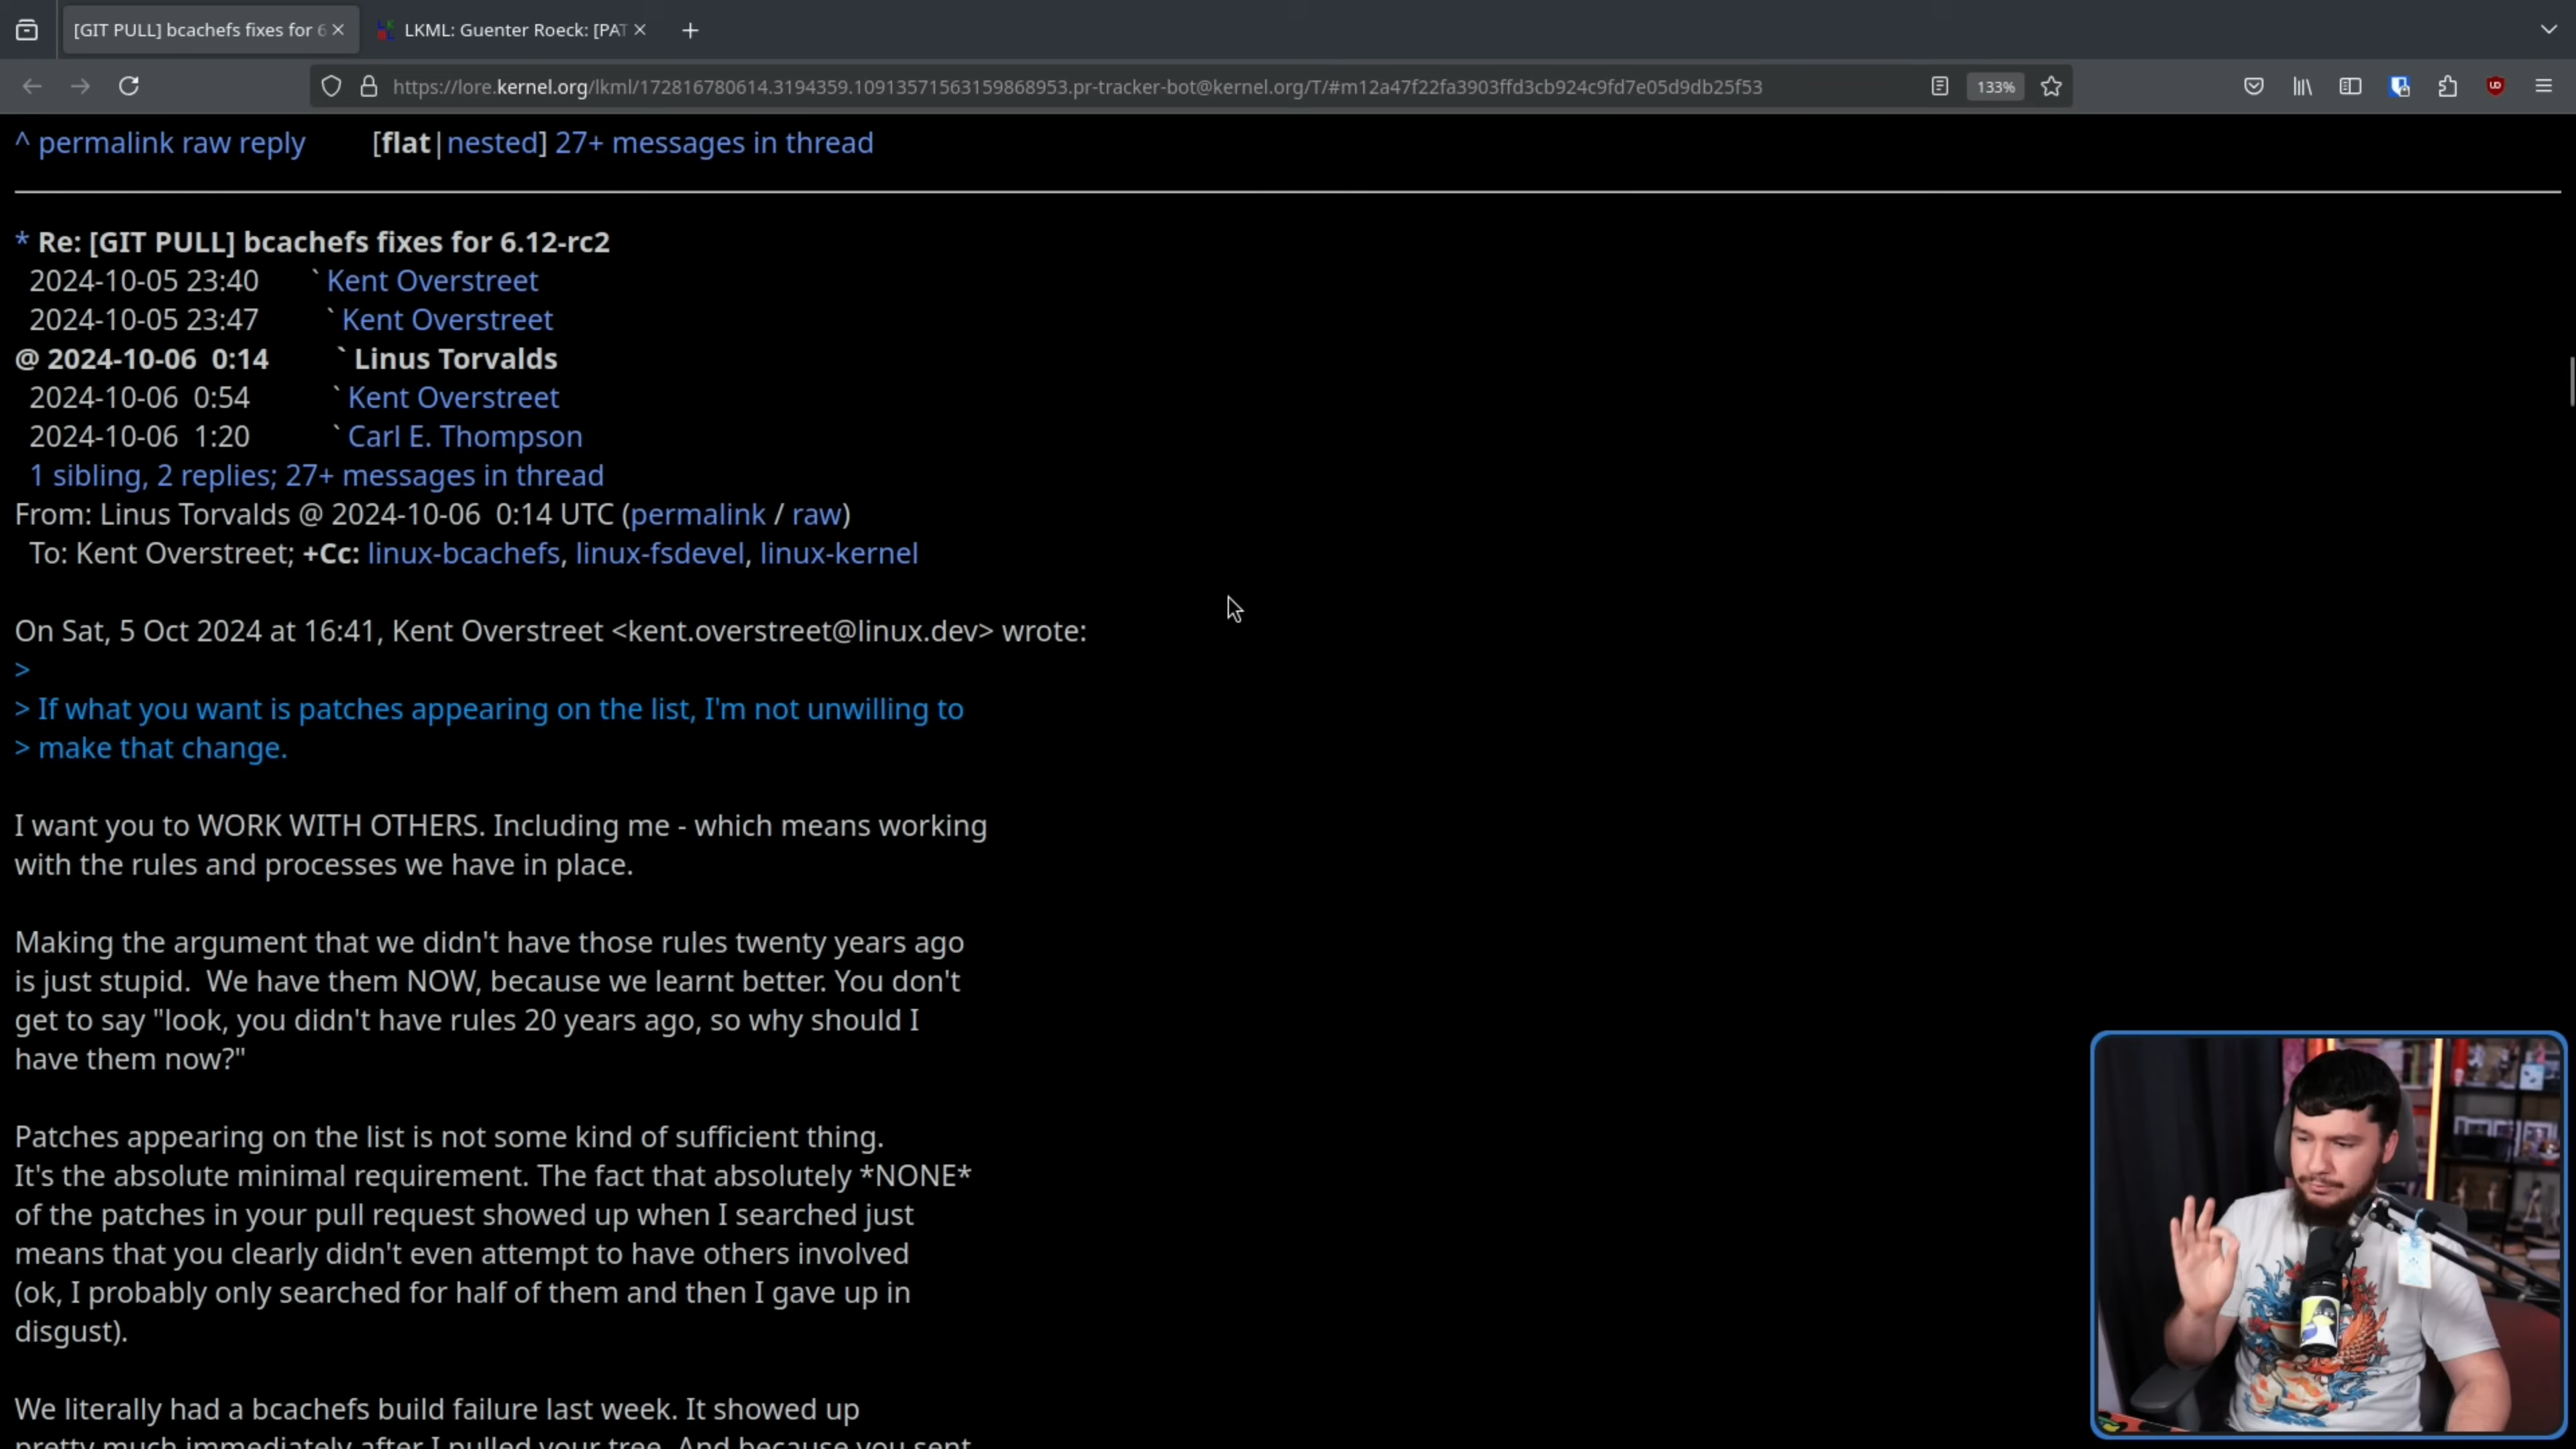 [GIT PULL] bcachefs fixes for 6
LKML: Guenter Roeck: [PAT
https://lore.kernel.org/lkml/172816780614.3194359.10913571563159868953.pr-tracker-bot@kernel.org/T/#m12a47f22fa3903ffd3cb924c9fd7e05d9db25f53
133%
^ permalink raw reply [flat|nested] 27+ messages in thread
* Re: [GIT PULL] bcachefs fixes for 6.12-rc2
2024-10-05 23:40 ` Kent Overstreet
2024-10-05 23:47 ` Kent Overstreet
@ 2024-10-06 0:14 ` Linus Torvalds
2024-10-06 0:54 ` Kent Overstreet
2024-10-06 1:20 ` Carl E. Thompson
1 sibling, 2 replies; 27+ messages in thread
From: Linus Torvalds @ 2024-10-06 0:14 UTC (permalink / raw)
To: Kent Overstreet; +Cc: linux-bcachefs, linux-fsdevel, linux-kernel
On Sat, 5 Oct 2024 at 16:41, Kent Overstreet <kent.overstreet@linux.dev> wrote:
>
> If what you want is patches appearing on the list, I'm not unwilling to
> make that change.
I want you to WORK WITH OTHERS. Including me - which means working
with the rules and processes we have in place.
Making the argument that we didn't have those rules twenty years ago
is just stupid.  We have them NOW, because we learnt better. You don't
get to say "look, you didn't have rules 20 years ago, so why should I
have them now?"
Patches appearing on the list is not some kind of sufficient thing.
It's the absolute minimal requirement. The fact that absolutely *NONE*
of the patches in your pull request showed up when I searched just
means that you clearly didn't even attempt to have others involved
(ok, I probably only searched for half of them and then I gave up in
disgust).
We literally had a bcachefs build failure last week. It showed up
pretty much immediately after I pulled your tree. And because you sent